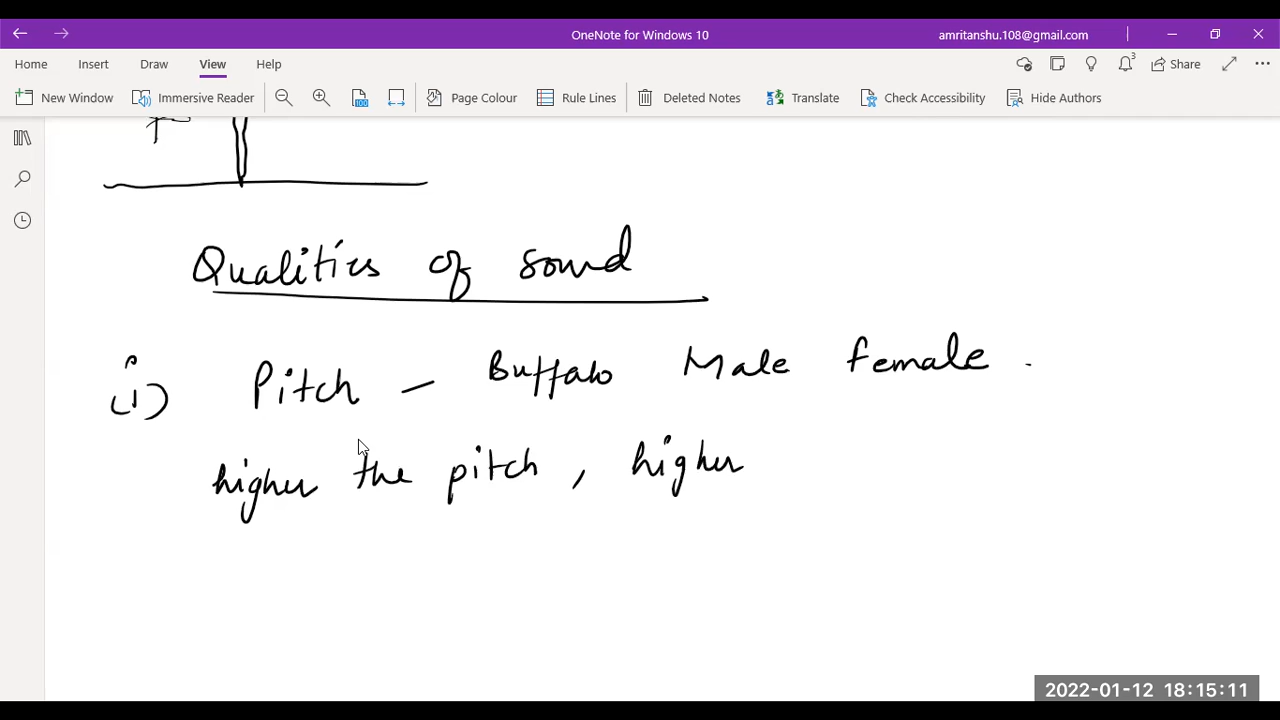 OneNote for Windows 10
amritanshu.108@gmail.com
Home Insert Draw View Help
3
Share
New Window Immersive Reader 100 Page Colour Rule Lines Deleted Notes Translate Check Accessibility Hide Authors
Qualities of sound
(i) Pitch - Buffalo Male female .
higher the pitch , higher
2022-01-12 18:15:11